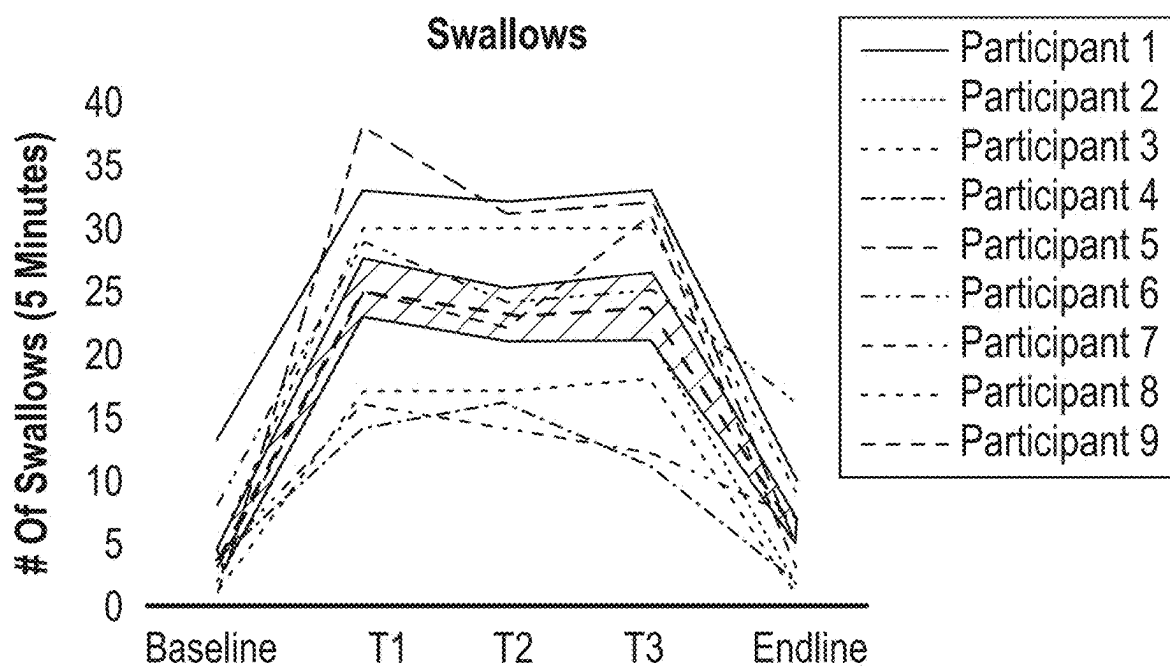 Swallows
# Of Swallows (5 Minutes)
40
35
30
25
20
15
10
5
0
Baseline
T1
T2
T3
Endline
Participant 1
Participant 2
Participant 3
Participant 4
Participant 5
Participant 6
Participant 7
Participant 8
Participant 9